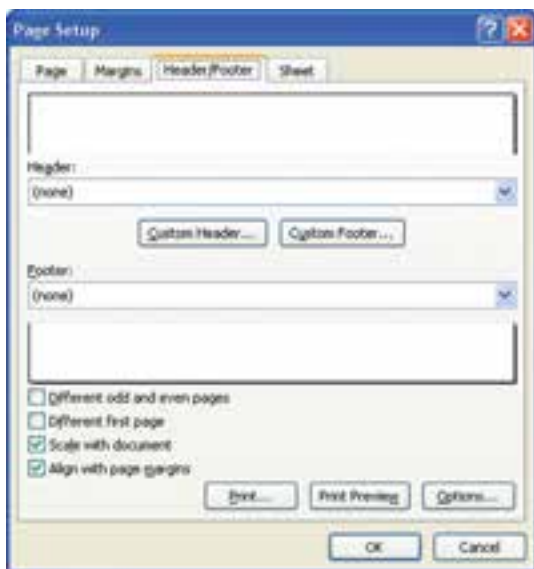 Page Setup
Page Margins Header/Footer Sheet
Header:
(none)
Custom Header... Custom Footer...
Footer:
(none)
Different odd and even pages
Different first page
Scale with document
Align with page margins
Print... Print Preview Options...
OK Cancel